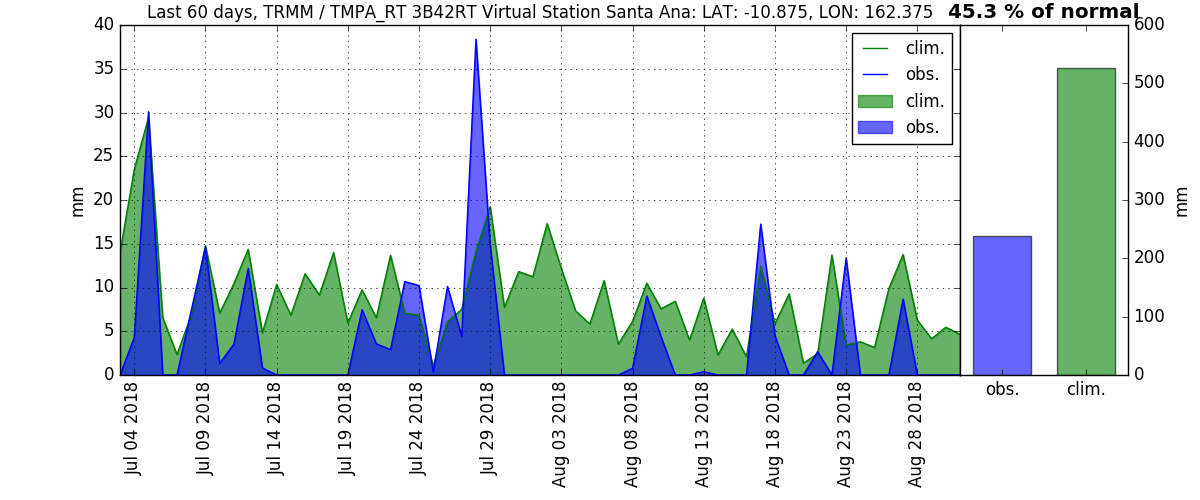 Last 60 days, TRMM / TMPA_RT 3B42RT Virtual Station Santa Ana: LAT: -10.875, LON: 162.375
45.3 % of normal
40
35
30
25
20
15
10
5
0
mm
clim.
obs.
clim.
obs.
600
500
400
300
200
100
0
mm
obs.
clim.
Jul 04 2018
Jul 09 2018
Jul 14 2018
Jul 19 2018
Jul 24 2018
Jul 29 2018
Aug 03 2018
Aug 08 2018
Aug 13 2018
Aug 18 2018
Aug 23 2018
Aug 28 2018